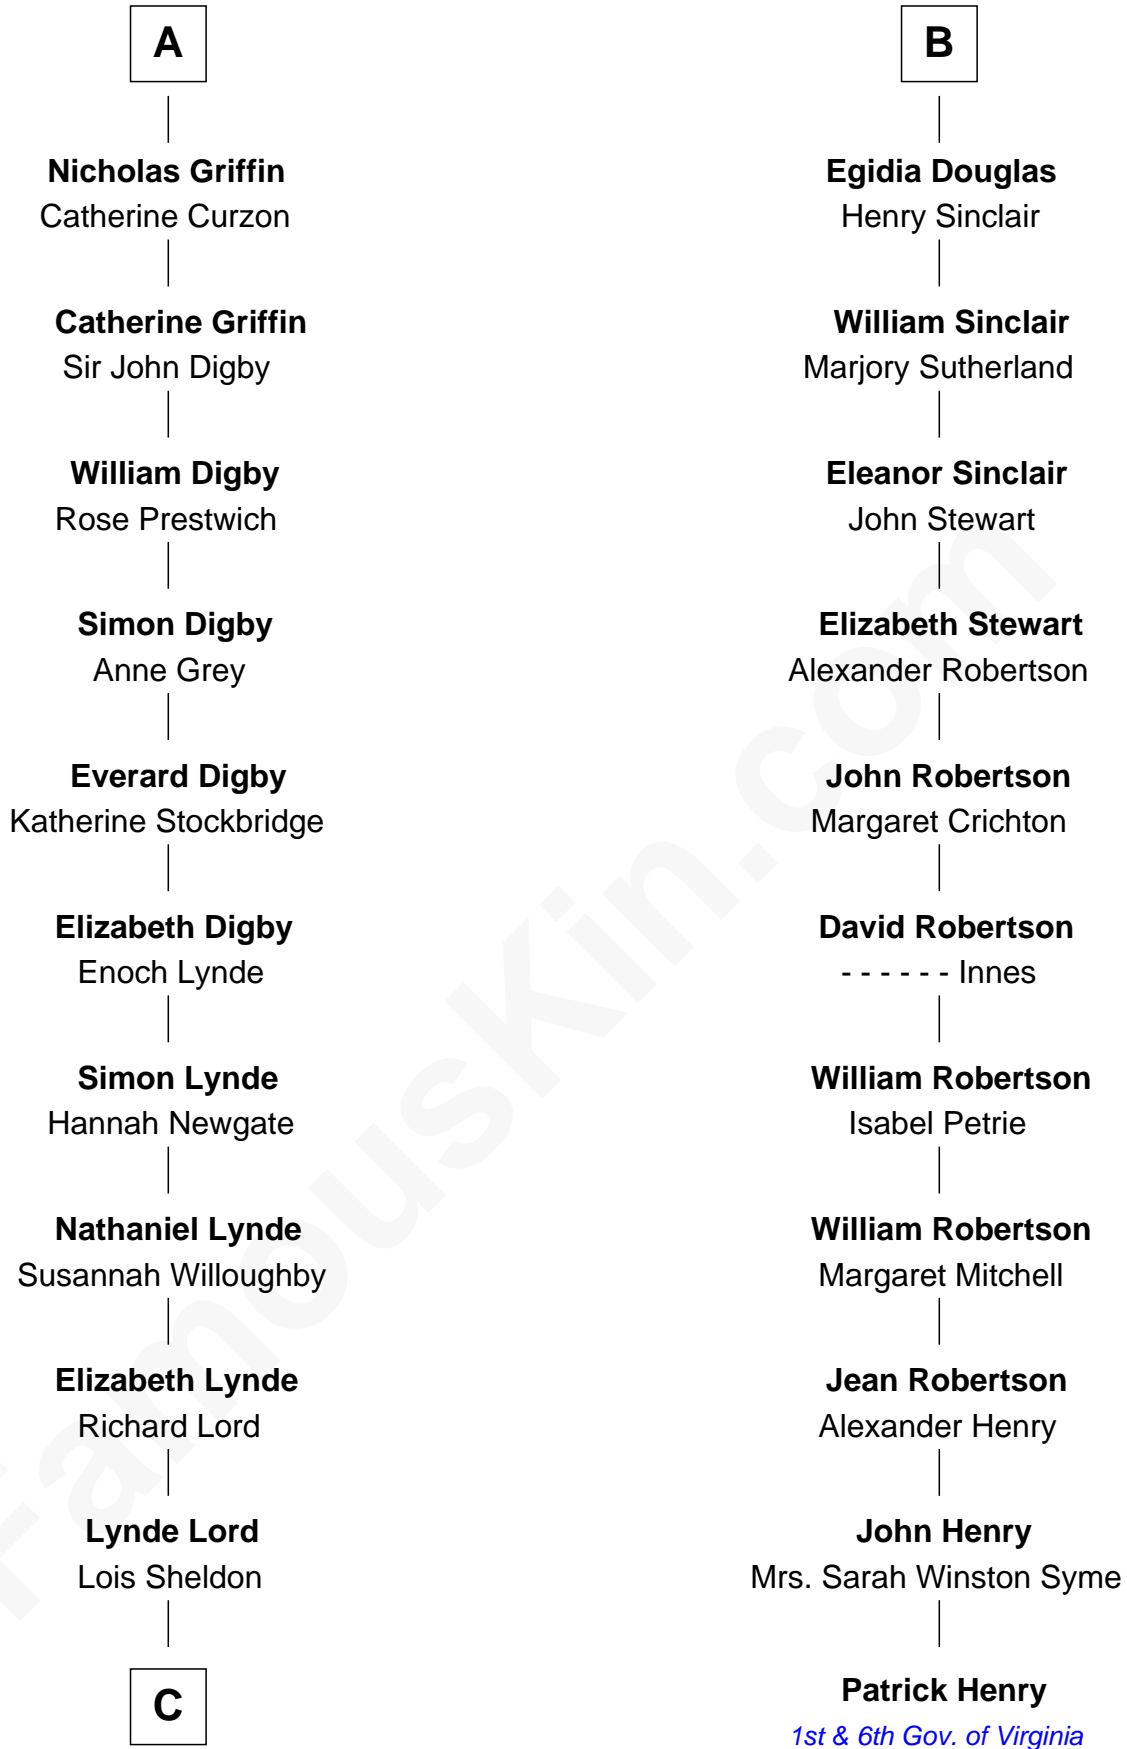 A
Nicholas Griffin
Catherine Curzon
Catherine Griffin
Sir John Digby
William Digby
Rose Prestwich
Simon Digby
Anne Grey
Everard Digby
Katherine Stockbridge
Elizabeth Digby
Enoch Lynde
Simon Lynde
Hannah Newgate
Nathaniel Lynde
Susannah Willoughby
Elizabeth Lynde
Richard Lord
Lynde Lord
Lois Sheldon
C
B
Egidia Douglas
Henry Sinclair
William Sinclair
Marjory Sutherland
Eleanor Sinclair
John Stewart
Elizabeth Stewart
Alexander Robertson
John Robertson
Margaret Crichton
David Robertson
- - - - - - Innes
William Robertson
Isabel Petrie
William Robertson
Margaret Mitchell
Jean Robertson
Alexander Henry
John Henry
Mrs. Sarah Winston Syme
Patrick Henry
1st & 6th Gov. of Virginia
FamousKin.com